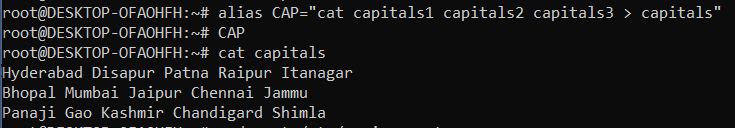 root@DESKTOP-OFAOHFH:~# alias CAP="cat capitals1 capitals2 capitals3 > capitals"
root@DESKTOP-OFAOHFH:~# CAP
root@DESKTOP-OFAOHFH:~# cat capitals
Hyderabad Disapur Patna Raipur Itanagar
Bhopal Mumbai Jaipur Chennai Jammu
Panaji Gao Kashmir Chandigard Shimla